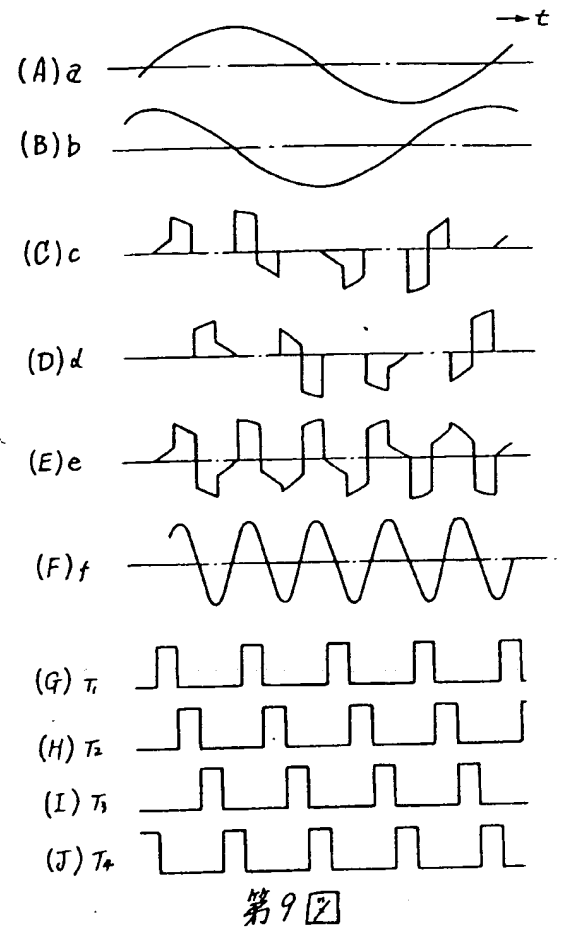 → t
(A) a
(B) b
(C) c
(D) d
(E) e
(F) f
(G) T₁
(H) T₂
(I) T₃
(J) T₄
第9図